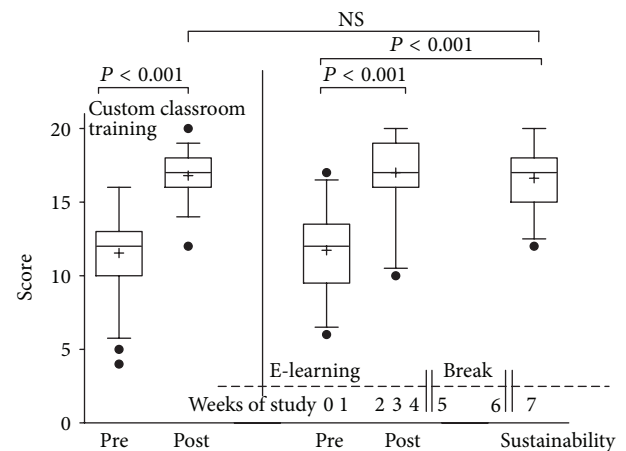 NS
P < 0.001
P < 0.001 P < 0.001
Custom classroom
training
20
15
10
5
0
Score
E-learning Break
Weeks of study 0 1 2 3 4 5 6 7
Pre Post Pre Post Sustainability